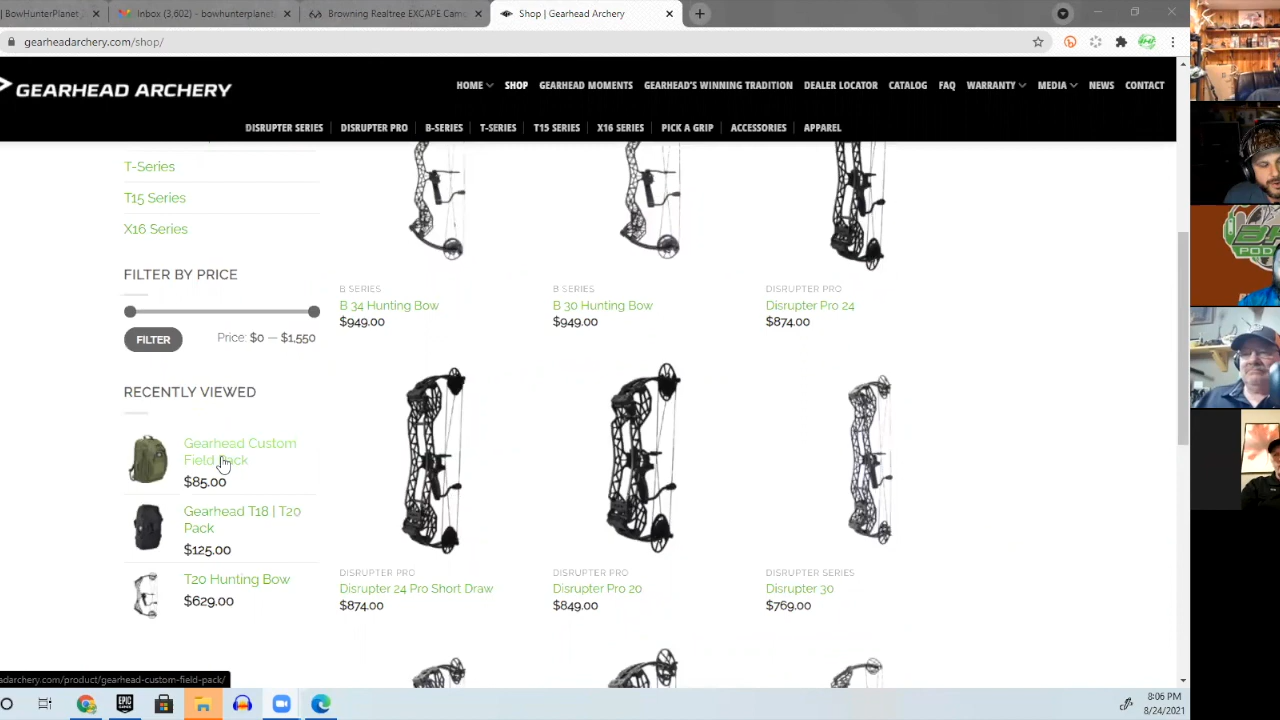 BowHunterPlanet
Inbox (3,602) - bowhunterplanet
Browning Realtree EXCAPE Camo
Shop | Gearhead Archery
gearheadarchery.com/shop/
GEARHEAD ARCHERY
HOME
SHOP
GEARHEAD MOMENTS
GEARHEAD'S WINNING TRADITION
DEALER LOCATOR
CATALOG
FAQ
WARRANTY
MEDIA
NEWS
CONTACT
DISRUPTER SERIES
DISRUPTER PRO
B-SERIES
T-SERIES
T15 SERIES
X16 SERIES
PICK A GRIP
ACCESSORIES
APPAREL
T-Series
T15 Series
X16 Series
FILTER BY PRICE
FILTER
Price: $0 — $1,550
RECENTLY VIEWED
Gearhead Custom
Field Pack
$85.00
Gearhead T18 | T20
Pack
$125.00
T20 Hunting Bow
$629.00
B SERIES
B 34 Hunting Bow
$949.00
B SERIES
B 30 Hunting Bow
$949.00
DISRUPTER PRO
Disrupter Pro 24
$874.00
DISRUPTER PRO
Disrupter 24 Pro Short Draw
$874.00
DISRUPTER PRO
Disrupter Pro 20
$849.00
DISRUPTER SERIES
Disrupter 30
$769.00
adarchery.com/product/gearhead-custom-field-pack/
EPIC
GAMES
8:06 PM
8/24/2021
POD